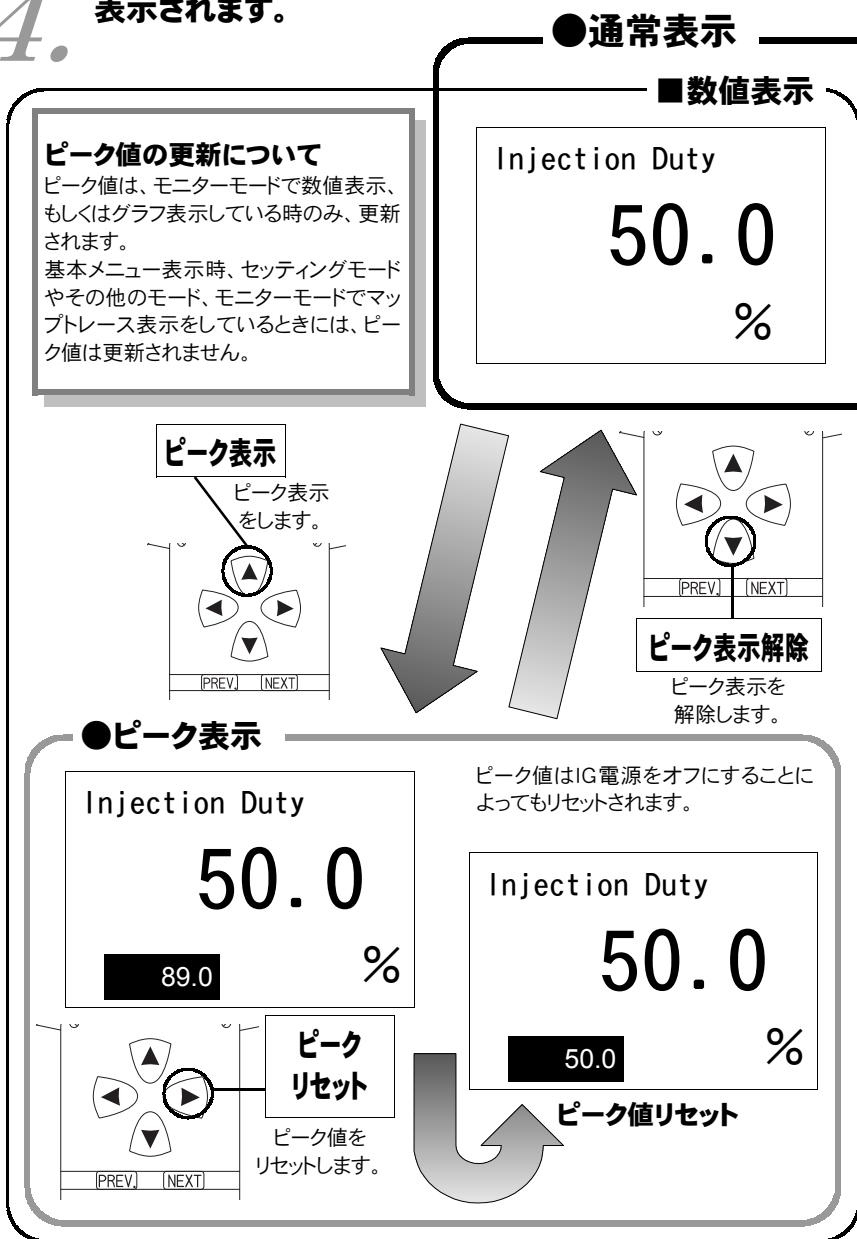 4.
表示されます。
●通常表示
■数値表示
ピーク値の更新について
ピーク値は、モニターモードで数値表示、
もしくはグラフ表示している時のみ、更新
されます。
基本メニュー表示時、セッティングモード
やその他のモード、モニターモードでマッ
プトレース表示をしているときには、ピー
ク値は更新されません。
Injection Duty
50.0
%
ピーク表示
ピーク表示
をします。
PREV.
NEXT
PREV.
NEXT
ピーク表示解除
ピーク表示を
解除します。
●ピーク表示
Injection Duty
50.0
89.0
%
ピーク値はIG電源をオフにすることに
よってもリセットされます。
Injection Duty
50.0
50.0
%
ピーク値リセット
ピーク
リセット
ピーク値を
リセットします。
PREV.
NEXT